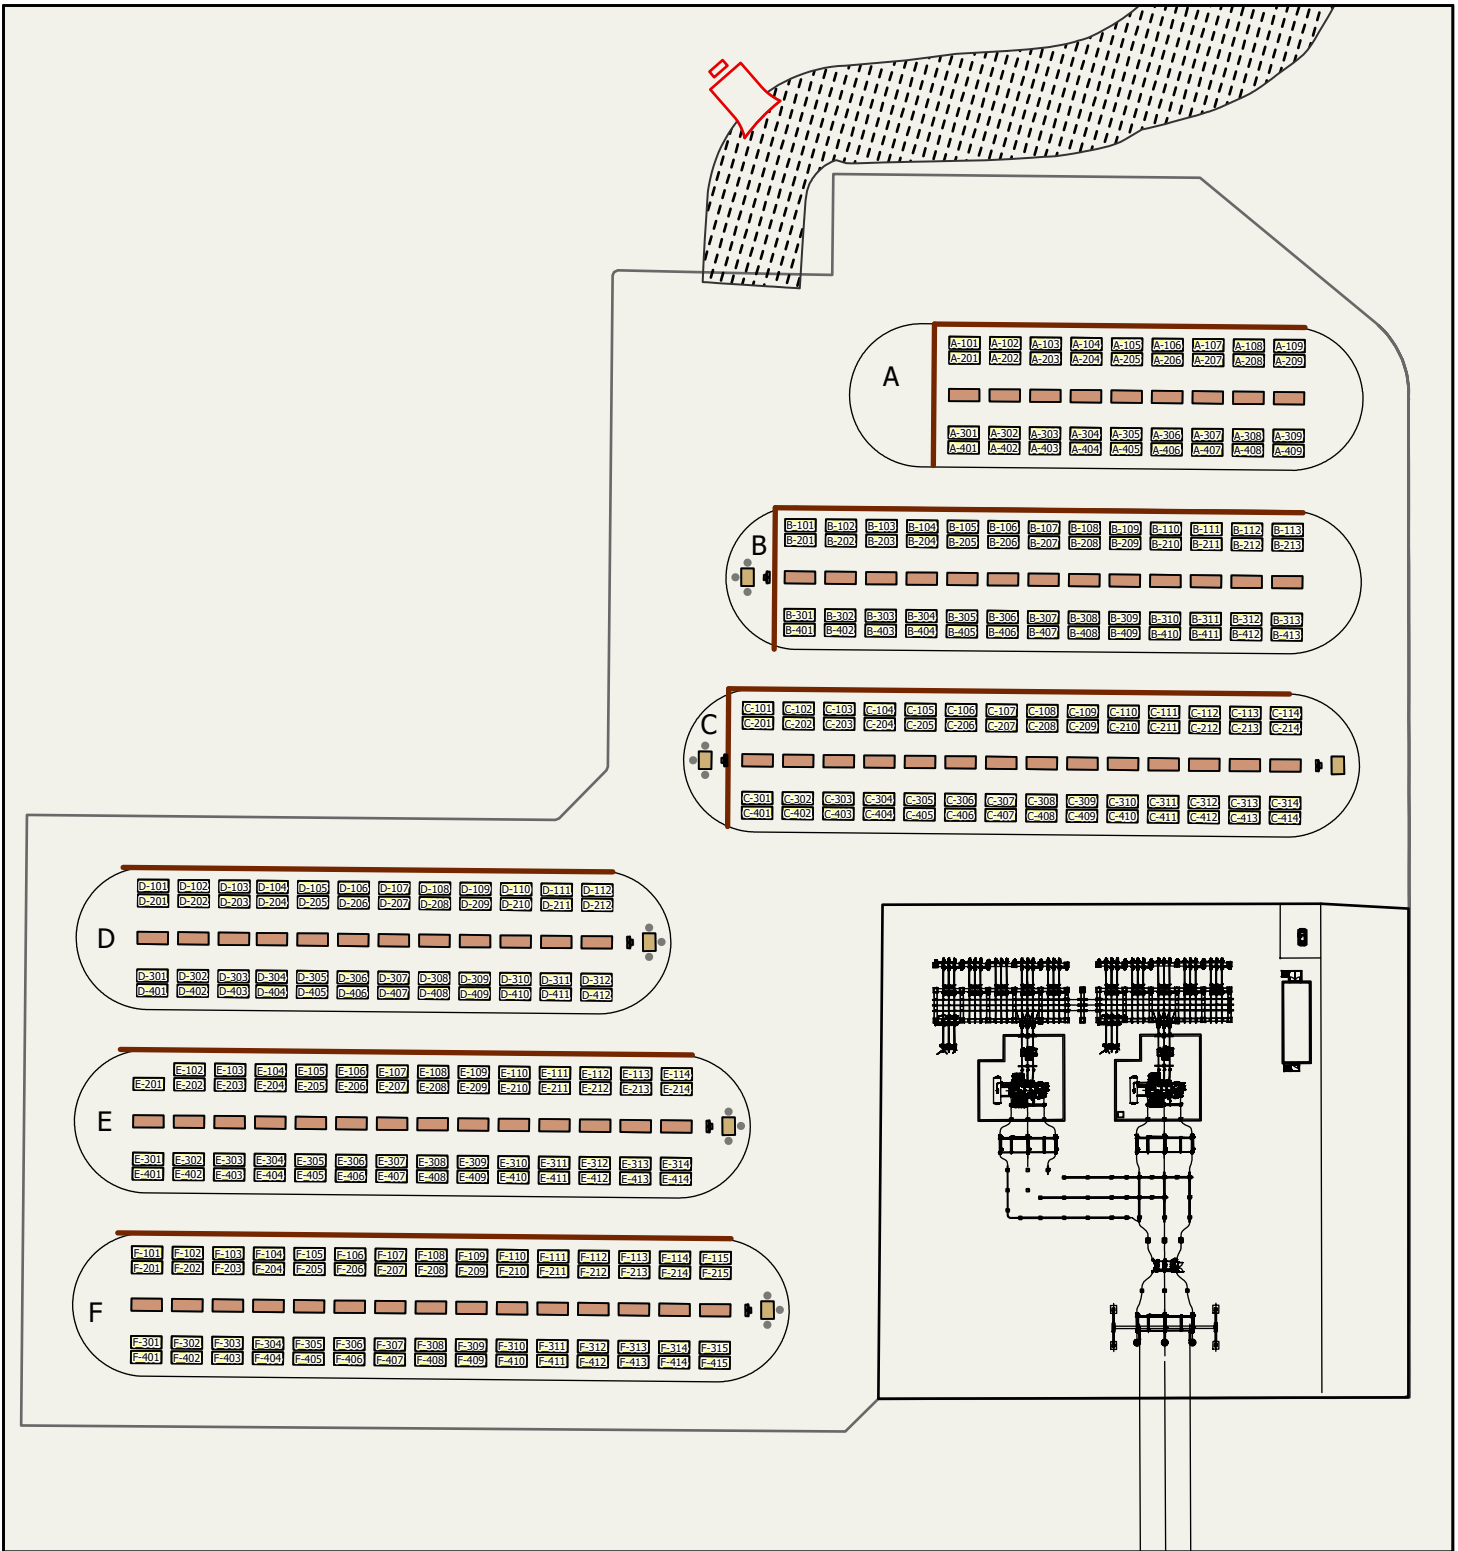 A
A-101 A-102 A-103 A-104 A-105 A-106 A-107 A-108 A-109
A-201 A-202 A-203 A-204 A-205 A-206 A-207 A-208 A-209
A-301 A-302 A-303 A-304 A-305 A-306 A-307 A-308 A-309
A-401 A-402 A-403 A-404 A-405 A-406 A-407 A-408 A-409
B
B-101 B-102 B-103 B-104 B-105 B-106 B-107 B-108 B-109 B-110 B-111 B-112 B-113
B-201 B-202 B-203 B-204 B-205 B-206 B-207 B-208 B-209 B-210 B-211 B-212 B-213
B-301 B-302 B-303 B-304 B-305 B-306 B-307 B-308 B-309 B-310 B-311 B-312 B-313
B-401 B-402 B-403 B-404 B-405 B-406 B-407 B-408 B-409 B-410 B-411 B-412 B-413
C
C-101 C-102 C-103 C-104 C-105 C-106 C-107 C-108 C-109 C-110 C-111 C-112 C-113 C-114
C-201 C-202 C-203 C-204 C-205 C-206 C-207 C-208 C-209 C-210 C-211 C-212 C-213 C-214
C-301 C-302 C-303 C-304 C-305 C-306 C-307 C-308 C-309 C-310 C-311 C-312 C-313 C-314
C-401 C-402 C-403 C-404 C-405 C-406 C-407 C-408 C-409 C-410 C-411 C-412 C-413 C-414
D-101 D-102 D-103 D-104 D-105 D-106 D-107 D-108 D-109 D-110 D-111 D-112
D-201 D-202 D-203 D-204 D-205 D-206 D-207 D-208 D-209 D-210 D-211 D-212
D
D-301 D-302 D-303 D-304 D-305 D-306 D-307 D-308 D-309 D-310 D-311 D-312
D-401 D-402 D-403 D-404 D-405 D-406 D-407 D-408 D-409 D-410 D-411 D-412
E-102 E-103 E-104 E-105 E-106 E-107 E-108 E-109 E-110 E-111 E-112 E-113 E-114
E-201 E-202 E-203 E-204 E-205 E-206 E-207 E-208 E-209 E-210 E-211 E-212 E-213 E-214
E
E-301 E-302 E-303 E-304 E-305 E-306 E-307 E-308 E-309 E-310 E-311 E-312 E-313 E-314
E-401 E-402 E-403 E-404 E-405 E-406 E-407 E-408 E-409 E-410 E-411 E-412 E-413 E-414
F-101 F-102 F-103 F-104 F-105 F-106 F-107 F-108 F-109 F-110 F-111 F-112 F-113 F-114 F-115
F-201 F-202 F-203 F-204 F-205 F-206 F-207 F-208 F-209 F-210 F-211 F-212 F-213 F-214 F-215
F
F-301 F-302 F-303 F-304 F-305 F-306 F-307 F-308 F-309 F-310 F-311 F-312 F-313 F-314 F-315
F-401 F-402 F-403 F-404 F-405 F-406 F-407 F-408 F-409 F-410 F-411 F-412 F-413 F-414 F-415